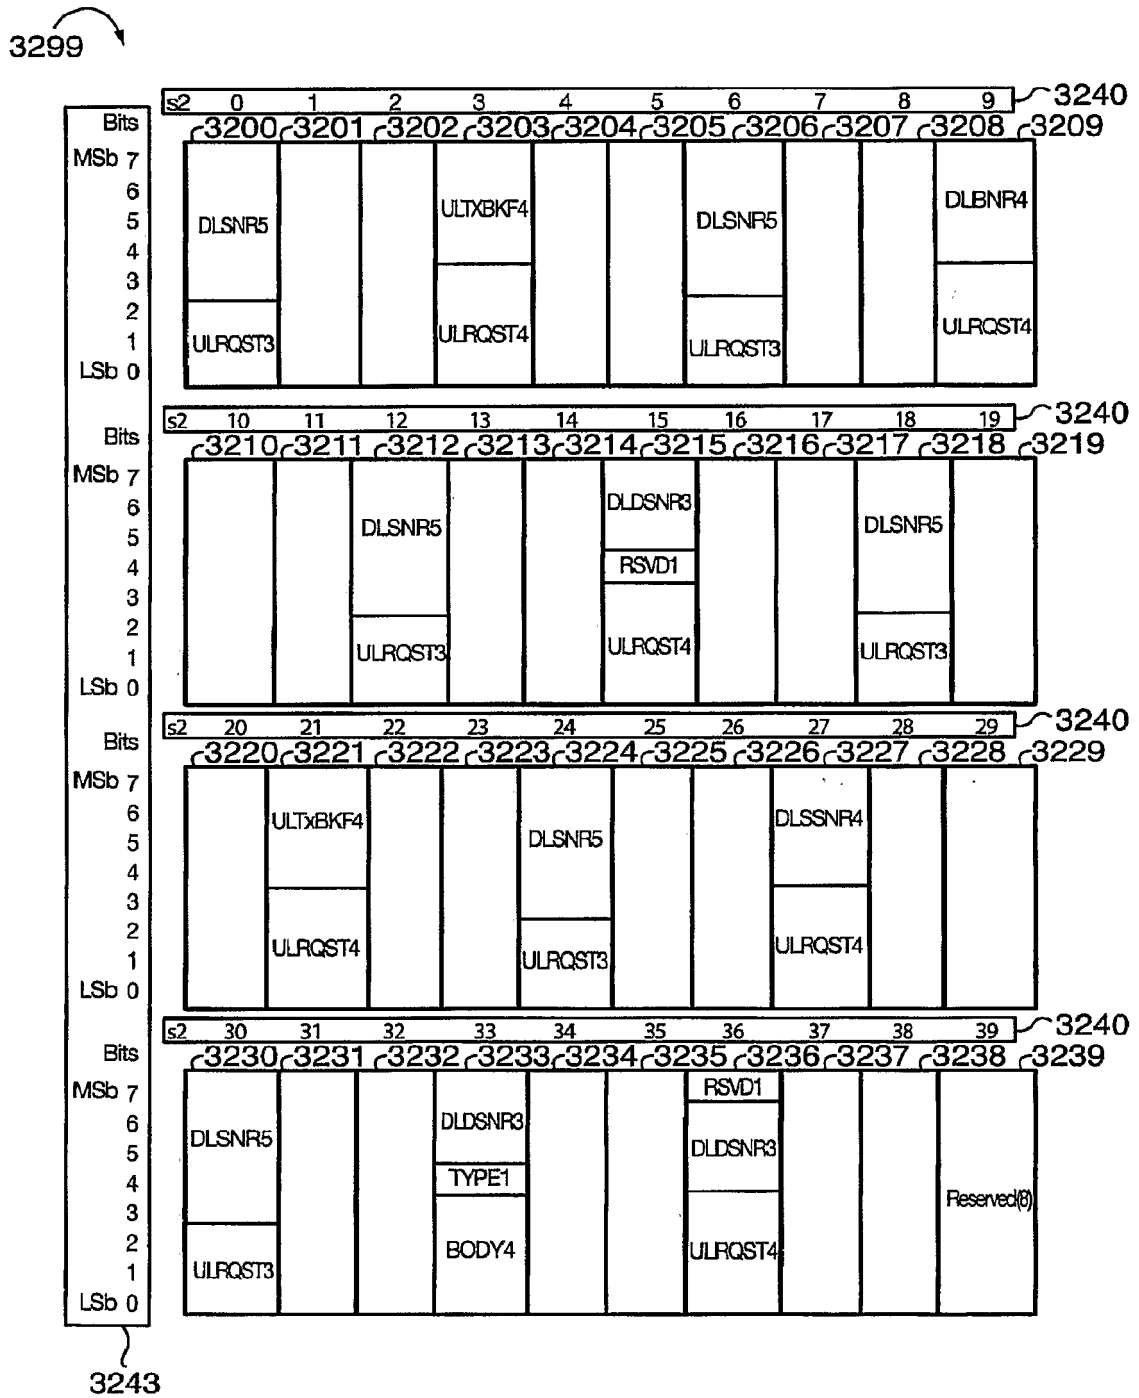 3299
s2 0 1 2 3 4 5 6 7 8 9 3240
Bits 3200 3201 3202 3203 3204 3205 3206 3207 3208 3209
MSb 7
6 ULTXBKF4 DLBNR4
5 DLSNR5 DLSNR5
4
3
2 ULRQST4 ULRQST4
1 ULRQST3 ULRQST3
LSb 0
s2 10 11 12 13 14 15 16 17 18 19 3240
Bits 3210 3211 3212 3213 3214 3215 3216 3217 3218 3219
MSb 7
6 DLDSNR3
5 DLSNR5 DLSNR5
4 RSVD1
3
2
1 ULRQST3 ULRQST4 ULRQST3
LSb 0
s2 20 21 22 23 24 25 26 27 28 29 3240
Bits 3220 3221 3222 3223 3224 3225 3226 3227 3228 3229
MSb 7
6 ULTxBKF4 DLSSNR4
5 DLSNR5
4
3
2
1 ULRQST4 ULRQST3 ULRQST4
LSb 0
s2 30 31 32 33 34 35 36 37 38 39 3240
Bits 3230 3231 3232 3233 3234 3235 3236 3237 3238 3239
MSb 7 RSVD1
6 DLSNR5 DLDSNR3
5 DLDSNR3
4 TYPE1
3 Reserved(8)
2 BODY4 ULRQST4
1 ULRQST3
LSb 0
3243